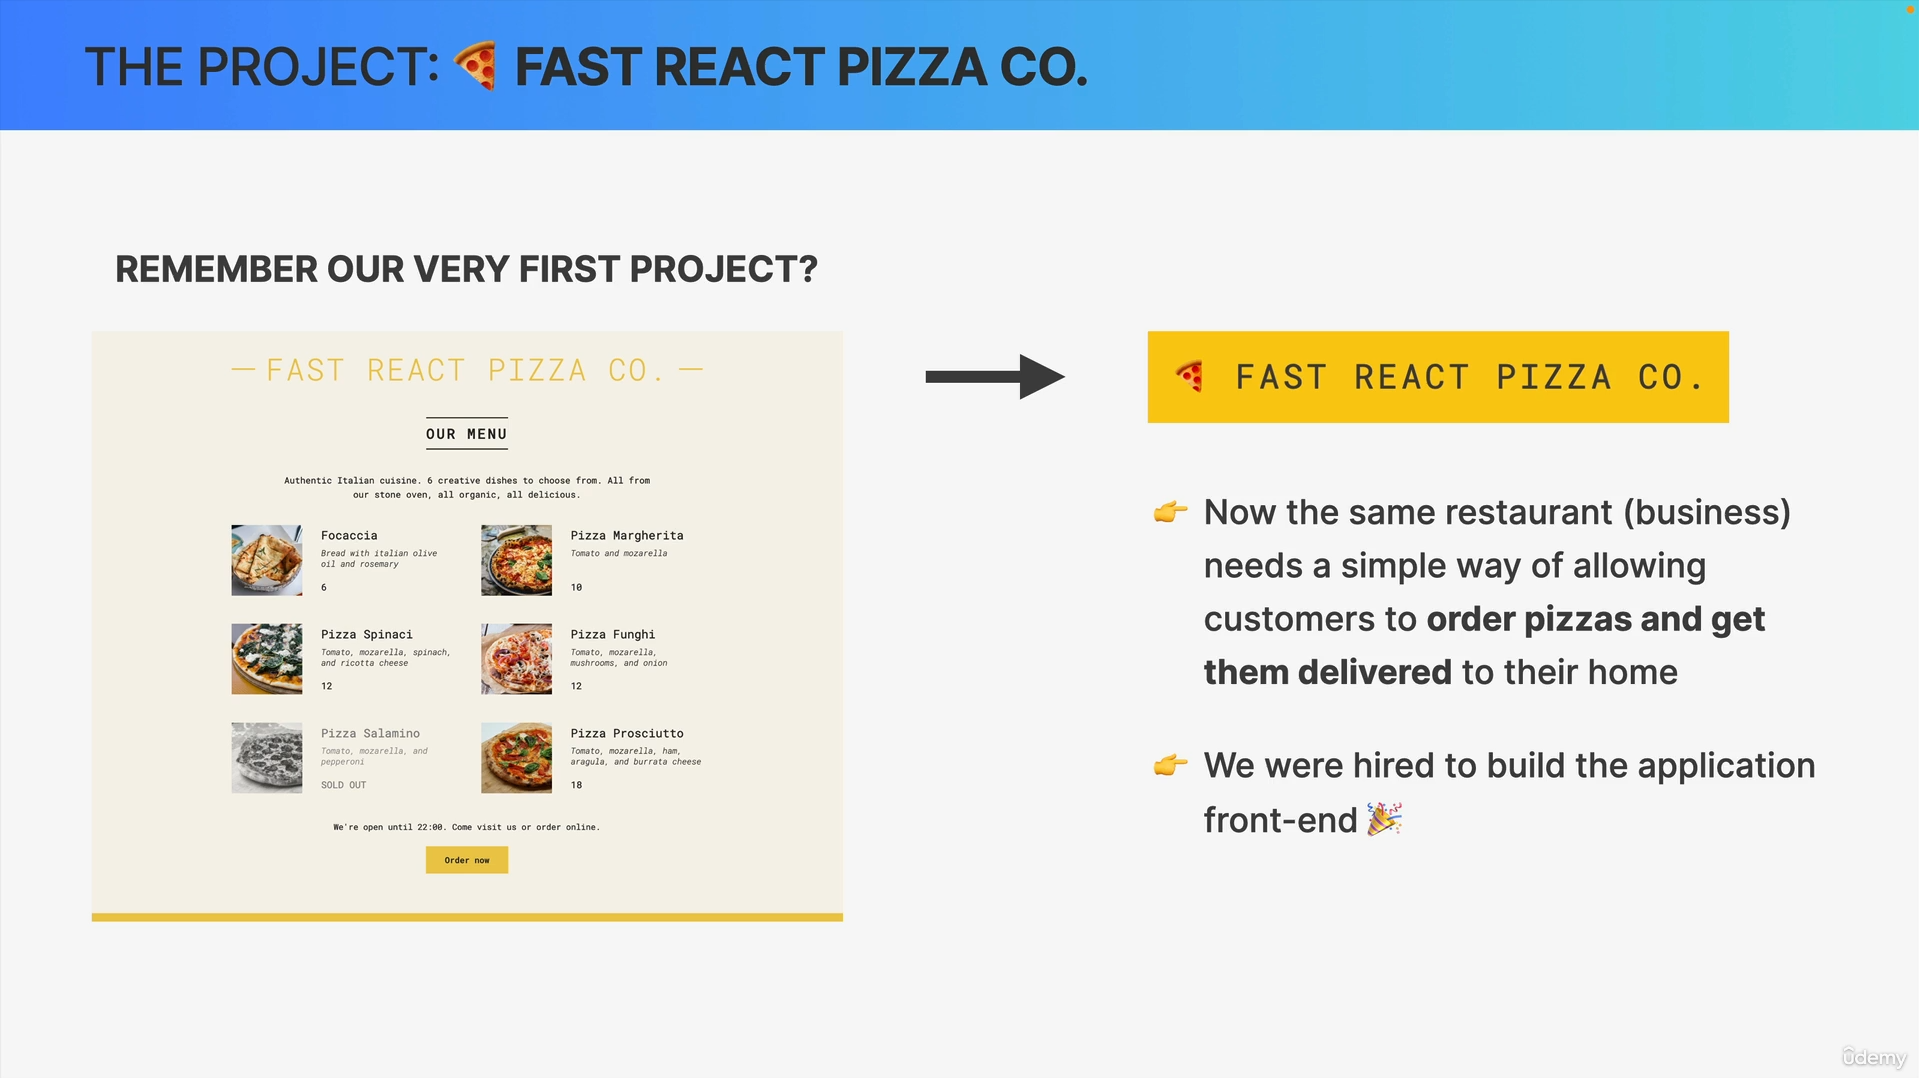 THE PROJECT: 🍕 FAST REACT PIZZA CO.
REMEMBER OUR VERY FIRST PROJECT?
— FAST REACT PIZZA CO. —
OUR MENU
Authentic Italian cuisine. 6 creative dishes to choose from. All from
our stone oven, all organic, all delicious.
Focaccia
Bread with italian olive
oil and rosemary
6
Pizza Margherita
Tomato and mozarella
10
Pizza Spinaci
Tomato, mozarella, spinach,
and ricotta cheese
12
Pizza Funghi
Tomato, mozarella,
mushrooms, and onion
12
Pizza Salamino
Tomato, mozarella, and
pepperoni
SOLD OUT
Pizza Prosciutto
Tomato, mozarella, ham,
aragula, and burrata cheese
18
We're open until 22:00. Come visit us or order online.
Order now
🍕 FAST REACT PIZZA CO.
👉 Now the same restaurant (business)
needs a simple way of allowing
customers to order pizzas and get
them delivered to their home
👉 We were hired to build the application
front-end 🎉
ûdemy